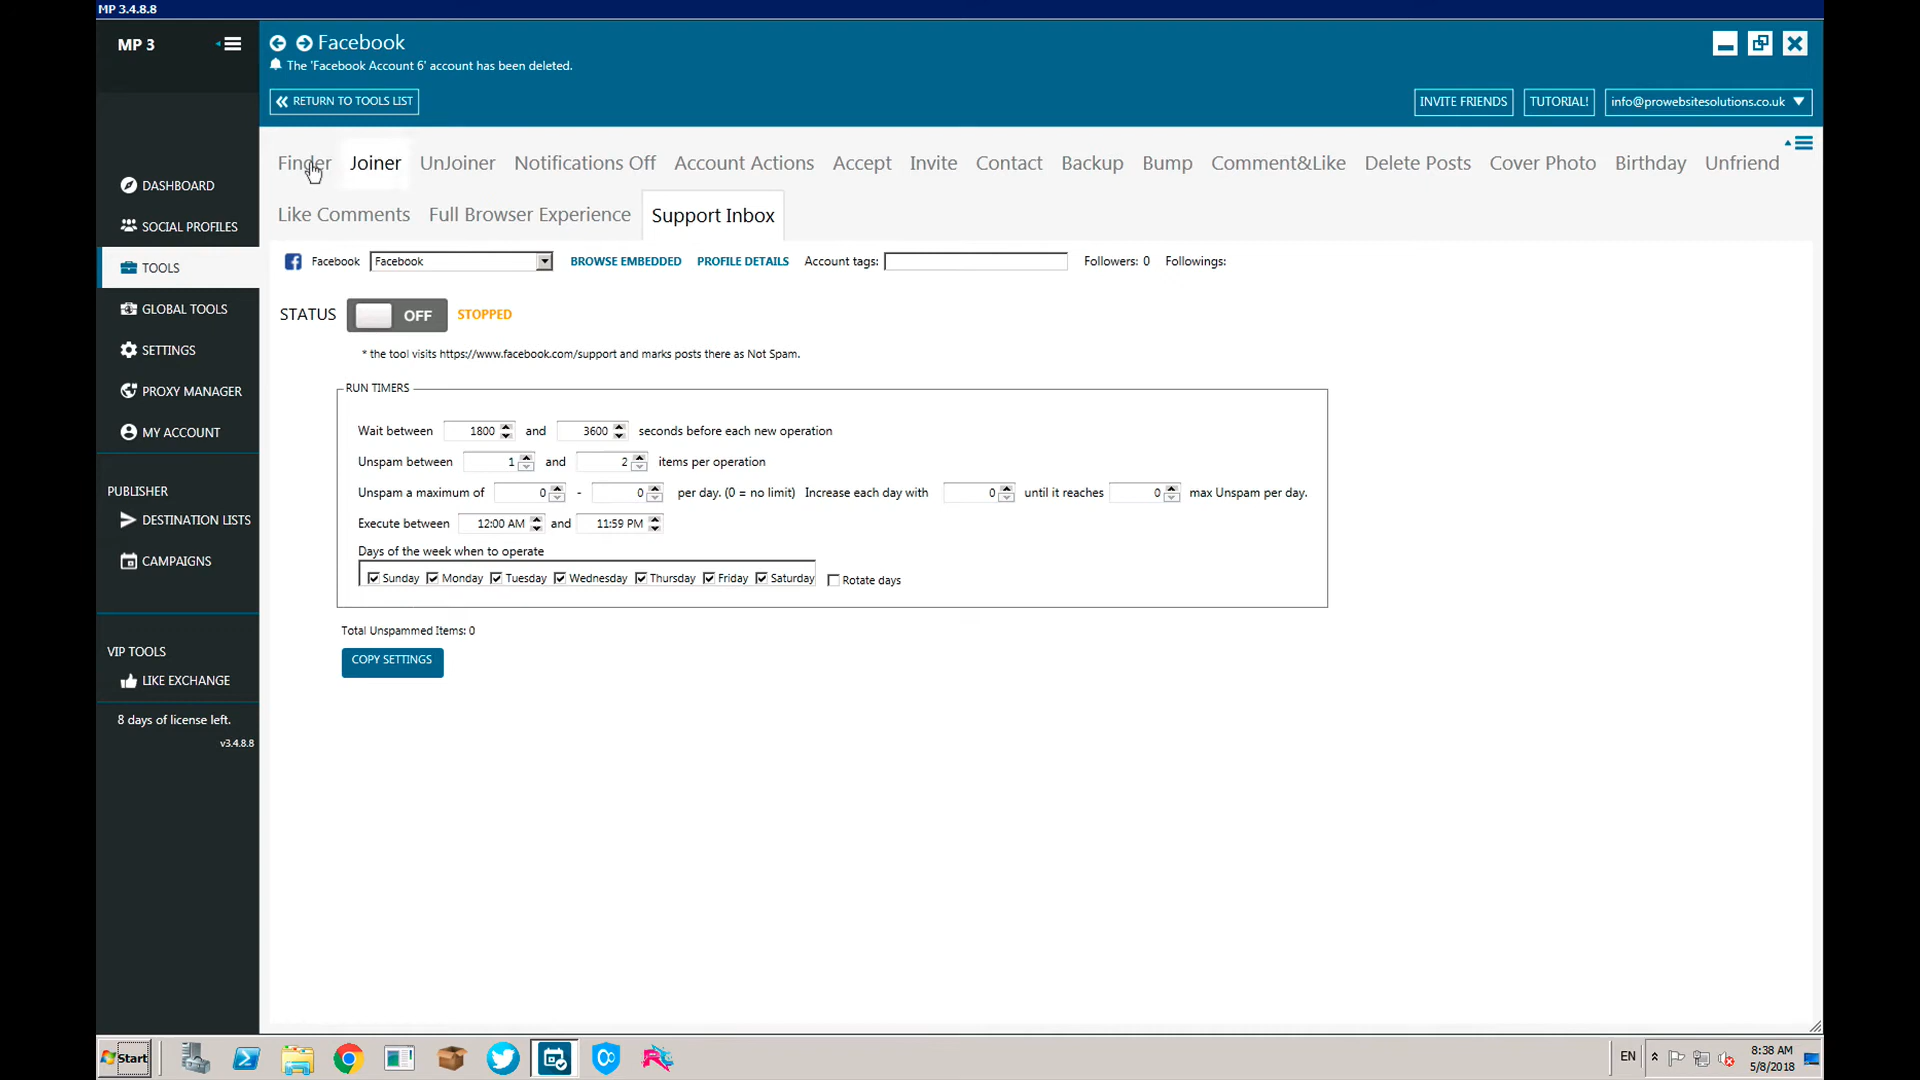 MP 3.4.8.8
MP 3
Facebook
The 'Facebook Account 6' account has been deleted.
RETURN TO TOOLS LIST
INVITE FRIENDS
TUTORIAL!
info@prowebsitesolutions.co.uk
DASHBOARD
SOCIAL PROFILES
TOOLS
GLOBAL TOOLS
SETTINGS
PROXY MANAGER
MY ACCOUNT
PUBLISHER
DESTINATION LISTS
CAMPAIGNS
VIP TOOLS
LIKE EXCHANGE
8 days of license left.
v3.4.8.8
Finder Joiner UnJoiner Notifications Off Account Actions Accept Invite Contact Backup Bump Comment&Like Delete Posts Cover Photo Birthday Unfriend
Like Comments Full Browser Experience Support Inbox
Facebook Facebook BROWSE EMBEDDED PROFILE DETAILS Account tags: Followers: 0 Followings:
STATUS OFF STOPPED
* the tool visits https://www.facebook.com/support and marks posts there as Not Spam.
RUN TIMERS
Wait between 1800 and 3600 seconds before each new operation
Unspam between 1 and 2 items per operation
Unspam a maximum of 0 - 0 per day. (0 = no limit) Increase each day with 0 until it reaches 0 max Unspam per day.
Execute between 12:00 AM and 11:59 PM
Days of the week when to operate
Sunday Monday Tuesday Wednesday Thursday Friday Saturday Rotate days
Total Unspammed Items: 0
COPY SETTINGS
Start
EN
8:38 AM
5/8/2018